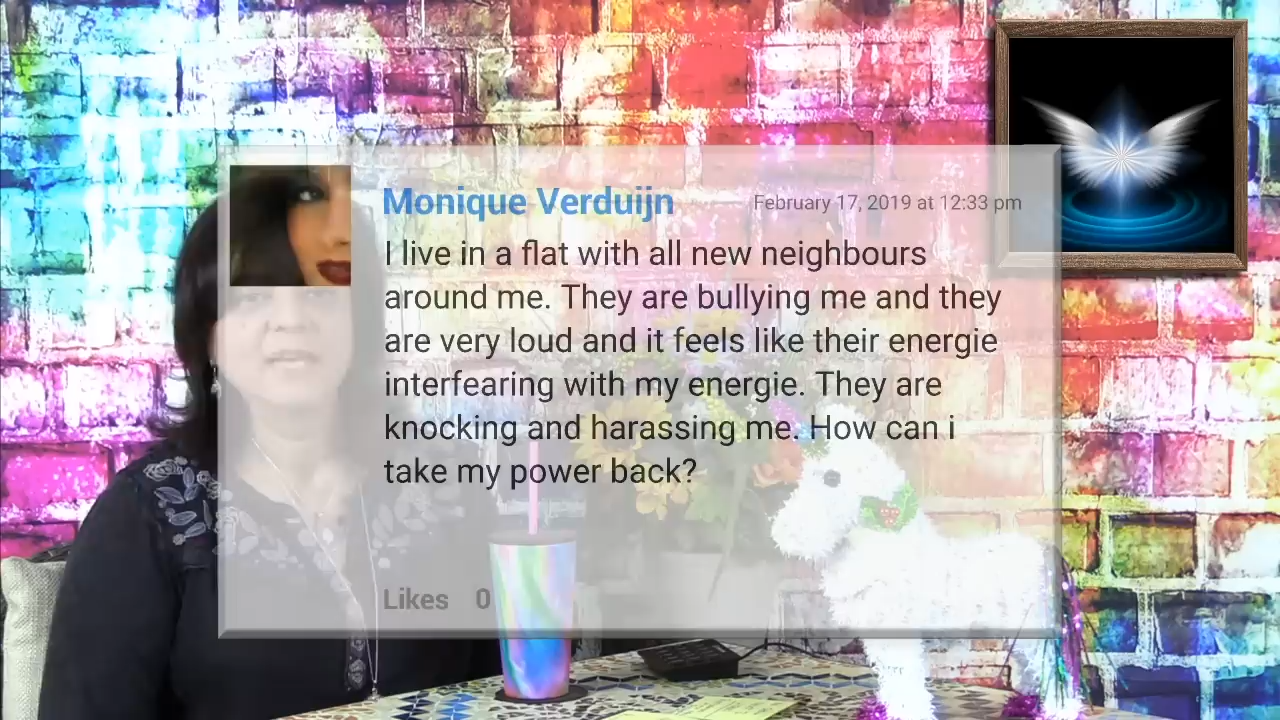 Monique Verduijn
February 17, 2019 at 12:33 pm
I live in a flat with all new neighbours
around me. They are bullying me and they
are very loud and it feels like their energie
interfearing with my energie. They are
knocking and harassing me. How can i
take my power back?
Likes 0